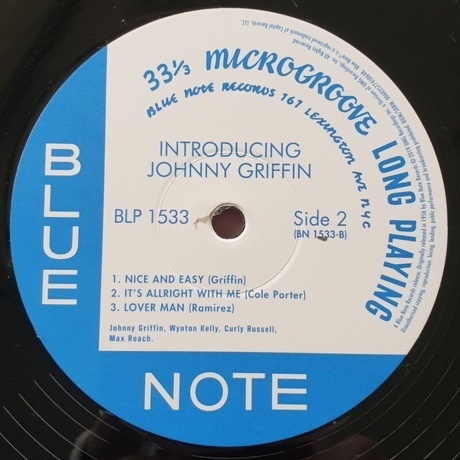 33⅓ MICROGROOVE LONG PLAYING
BLUE NOTE RECORDS 767 LEXINGTON AVE NYC
INTRODUCING
JOHNNY GRIFFIN
BLP 1533
Side 2
(BN 1533-B)
1. NICE AND EASY (Griffin)
2. IT'S ALLRIGHT WITH ME (Cole Porter)
3. LOVER MAN (Ramirez)
Johnny Griffin, Wynton Kelly, Curly Russell,
Max Roach.
BLUE
NOTE